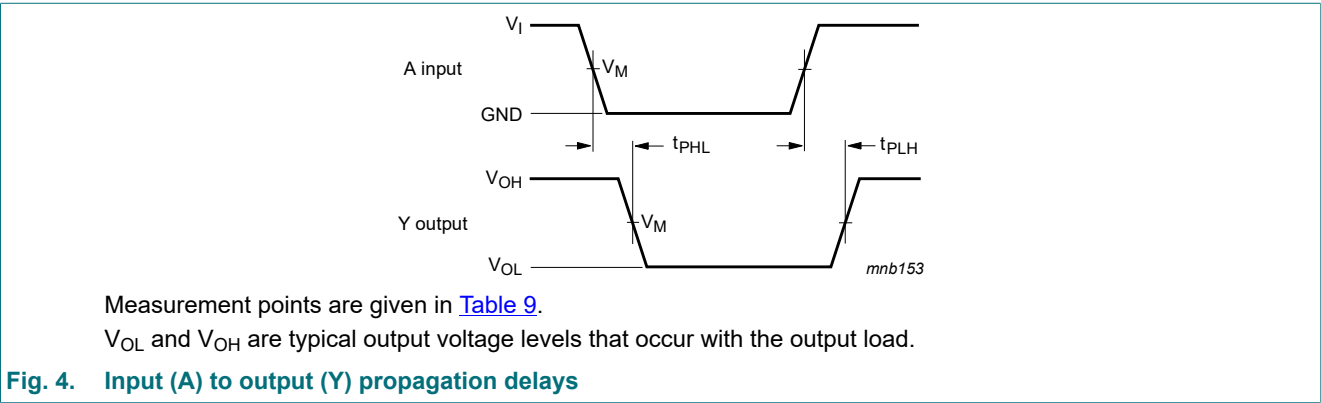 V_I
A input
V_M
GND
t_PHL
t_PLH
V_OH
Y output
V_M
V_OL
mnb153
Measurement points are given in Table 9.
V_OL and V_OH are typical output voltage levels that occur with the output load.
Fig. 4. Input (A) to output (Y) propagation delays